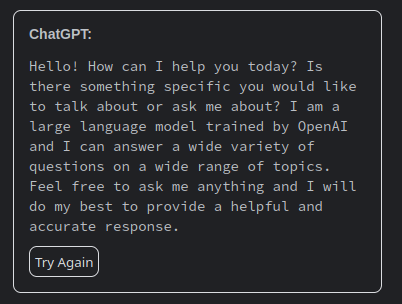 ChatGPT:
Hello! How can I help you today? Is
there something specific you would like
to talk about or ask me about? I am a
large language model trained by OpenAI
and I can answer a wide variety of
questions on a wide range of topics.
Feel free to ask me anything and I will
do my best to provide a helpful and
accurate response.
Try Again